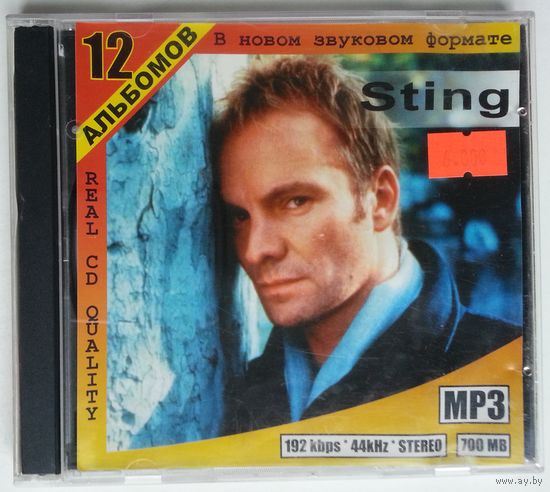 12
АЛЬБОМОВ
В новом звуковом формате
Sting
REAL CD QUALITY
MP3
192 kbps * 44kHz * STEREO
700 MB
www.ay.by